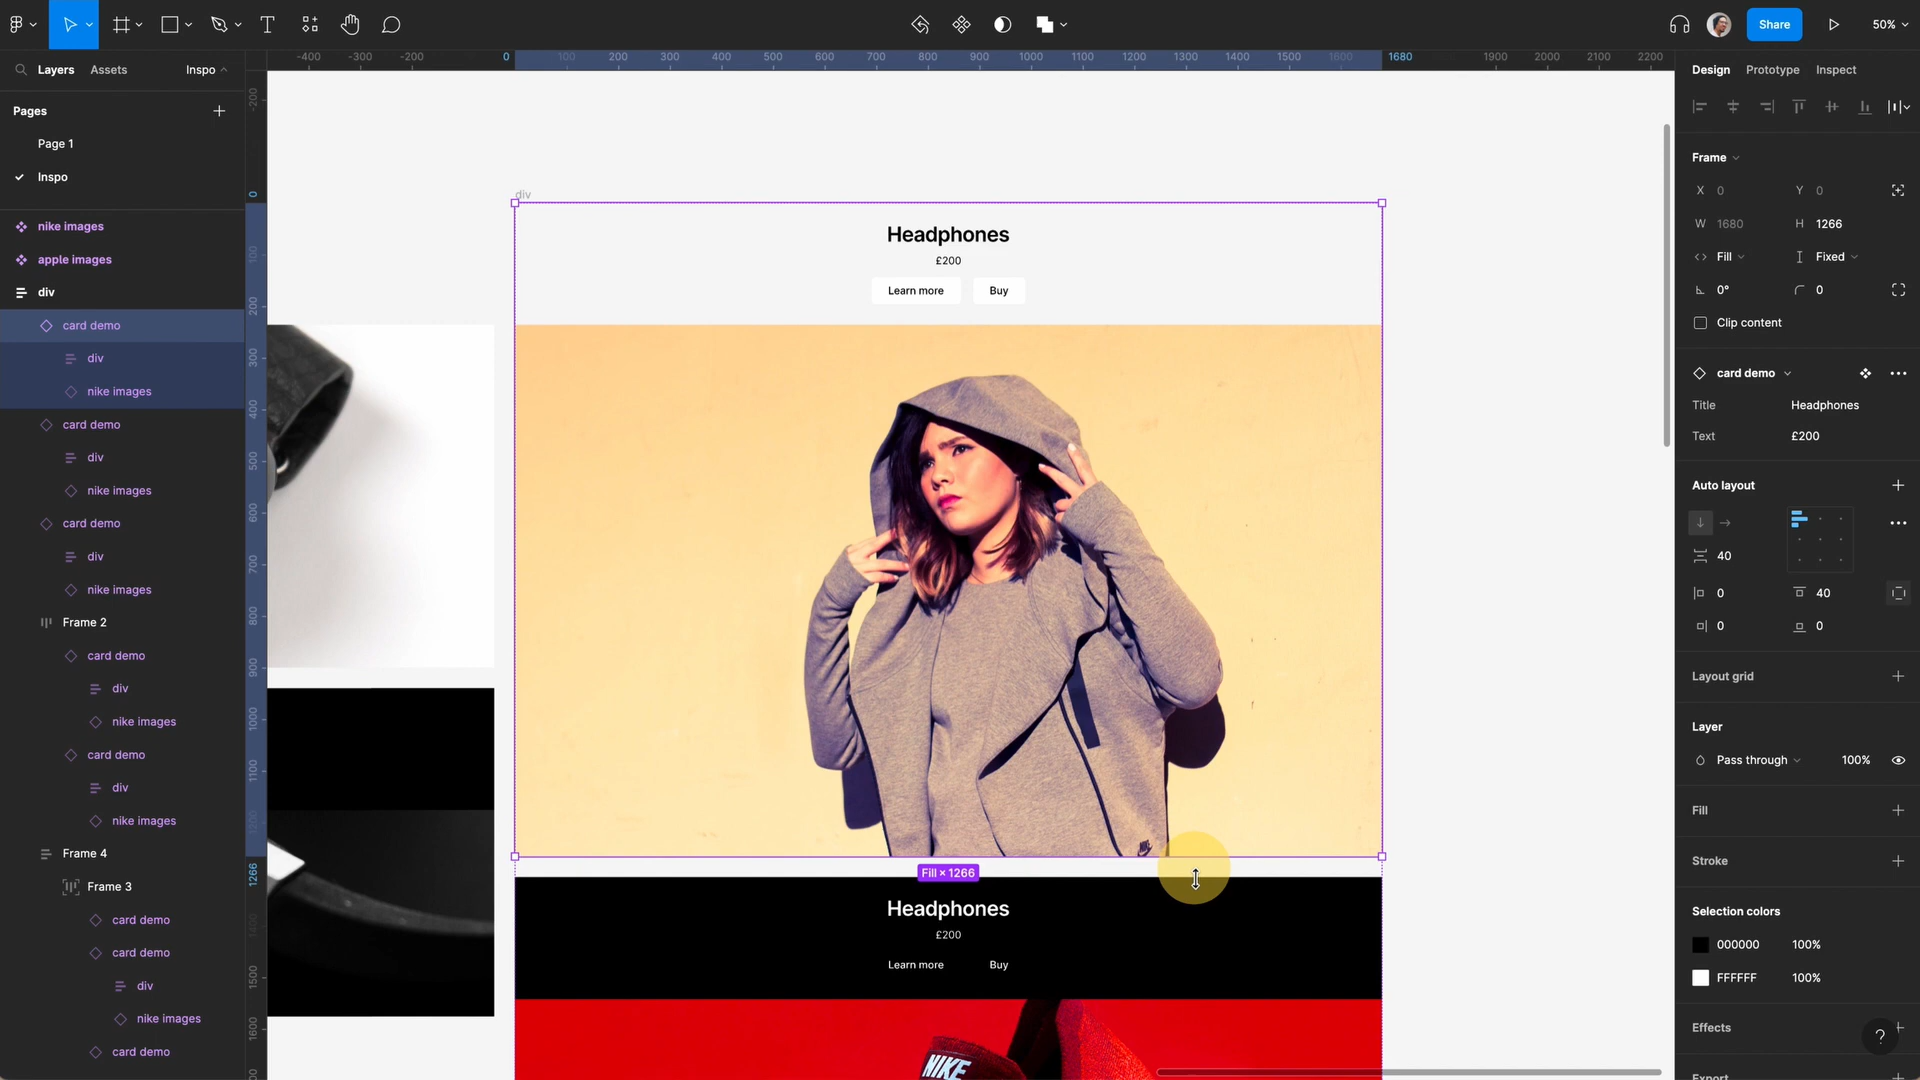 Share
50%
Layers
Assets
Inspo
Pages
Page 1
Inspo
nike images
apple images
div
card demo
div
nike images
card demo
div
nike images
card demo
div
nike images
Frame 2
card demo
div
nike images
card demo
div
nike images
Frame 4
Frame 3
card demo
card demo
div
nike images
card demo
-400 -300 -200 0 100 200 300 400 500 600 700 800 900 1000 1100 1200 1300 1400 1500 1600 1680 1900 2000 2100 2200
-200
0
100
200
300
400
500
600
700
800
900
1000
1100
1200
1266
1500
1600
div
Headphones
£200
Learn more
Buy
Fill × 1266
Headphones
£200
Learn more
Buy
NIKE
Design
Prototype
Inspect
Frame
X 0
Y 0
W 1680
H 1266
Fill
Fixed
0°
0
Clip content
card demo
Title
Headphones
Text
£200
Auto layout
40
0
40
0
0
Layout grid
Layer
Pass through
100%
Fill
Stroke
Selection colors
000000
100%
FFFFFF
100%
Effects
?
Export